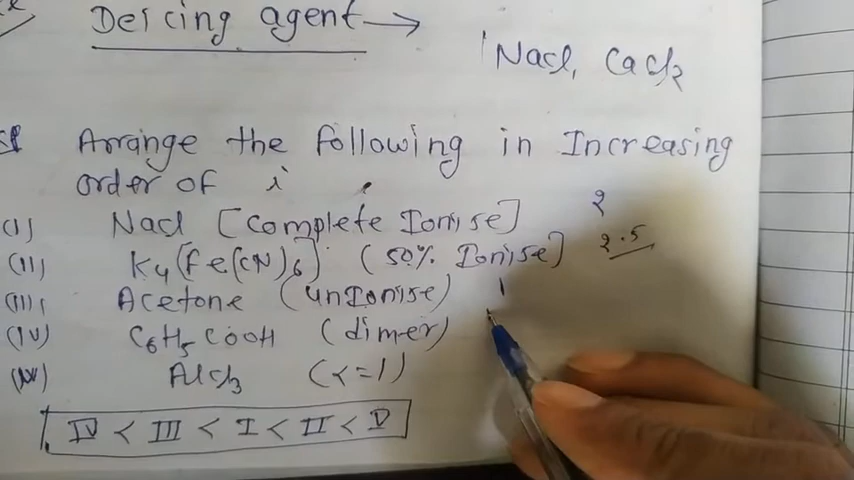 Deicing agent →
Nacl, Cacl2
Arrange the following in Increasing
order of i
(I) Nacl [Complete Ionise] 2
(II) K4[Fe(CN)6] (50% Ionise] 2.5
(III) Acetone (unIonise) 1
(IV) C6H5COOH (dimer)
AlCl3 (α=1)
IV < III < I < II < V